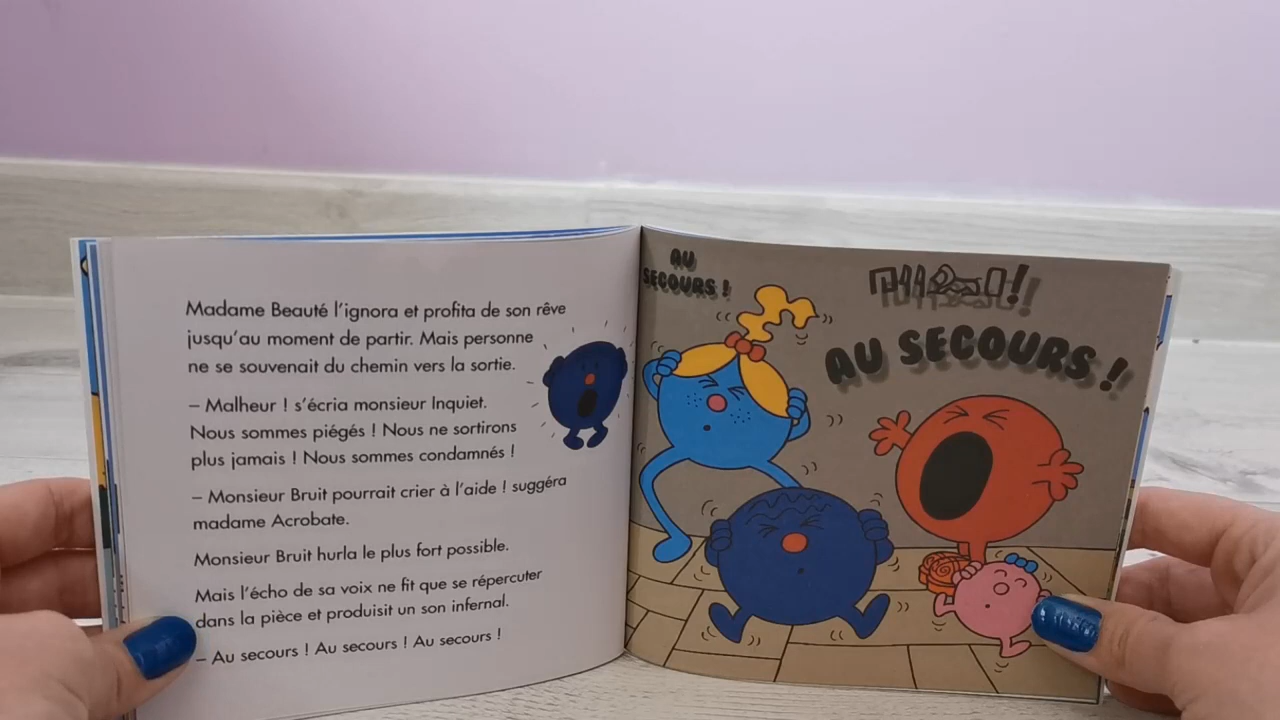 Madame Beauté l'ignora et profita de son rêve
jusqu'au moment de partir. Mais personne
ne se souvenait du chemin vers la sortie.
– Malheur ! s'écria monsieur Inquiet.
Nous sommes piégés ! Nous ne sortirons
plus jamais ! Nous sommes condamnés !
– Monsieur Bruit pourrait crier à l'aide ! suggéra
madame Acrobate.
Monsieur Bruit hurla le plus fort possible.
Mais l'écho de sa voix ne fit que se répercuter
dans la pièce et produisit un son infernal.
– Au secours ! Au secours ! Au secours !
AU
SECOURS !
AU SECOURS !